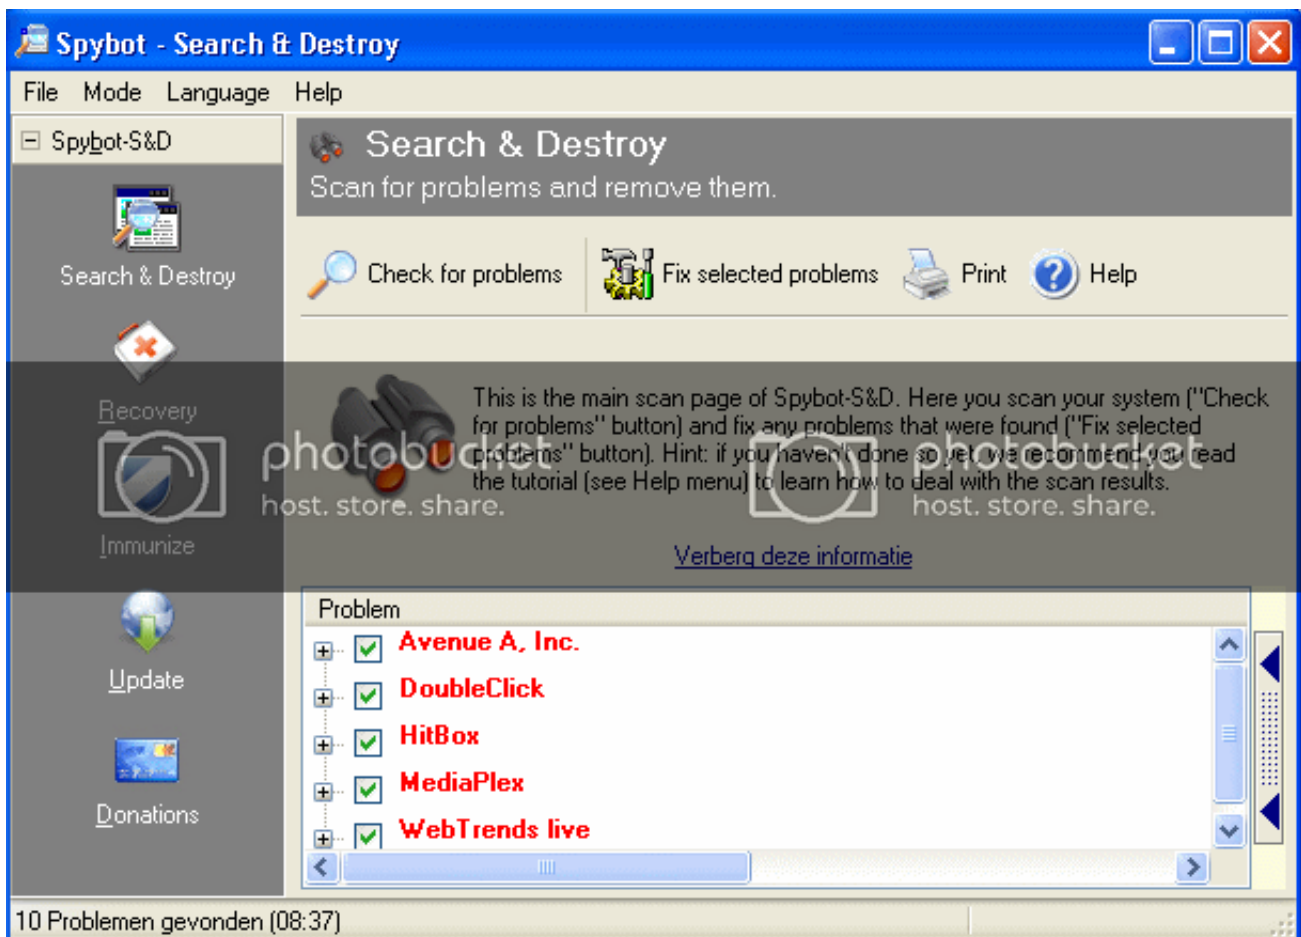 Spybot - Search & Destroy
File Mode Language Help
Spybot-S&D
Search & Destroy
Recovery
Immunize
Update
Donations
Search & Destroy
Scan for problems and remove them.
Check for problems Fix selected problems Print Help
This is the main scan page of Spybot-S&D. Here you scan your system ("Check
for problems" button) and fix any problems that were found ("Fix selected
problems" button). Hint: if you haven't done so yet, we recommend you read
the tutorial (see Help menu) to learn how to deal with the scan results.
Verberg deze informatie
photobucket
host. store. share.
photobucket
host. store. share.
Problem
Avenue A, Inc.
DoubleClick
HitBox
MediaPlex
WebTrends live
10 Problemen gevonden (08:37)